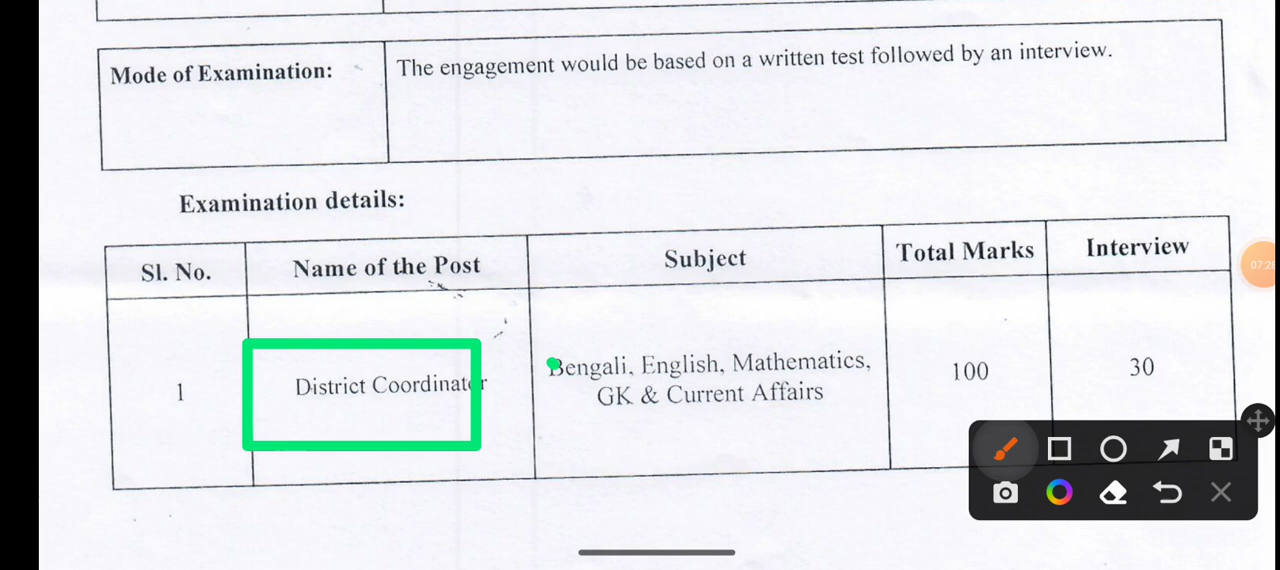 Mode of Examination:
The engagement would be based on a written test followed by an interview.
Examination details:
Sl. No.
Name of the Post
Subject
Total Marks
Interview
1
District Coordinator
Bengali, English, Mathematics,
GK & Current Affairs
100
30